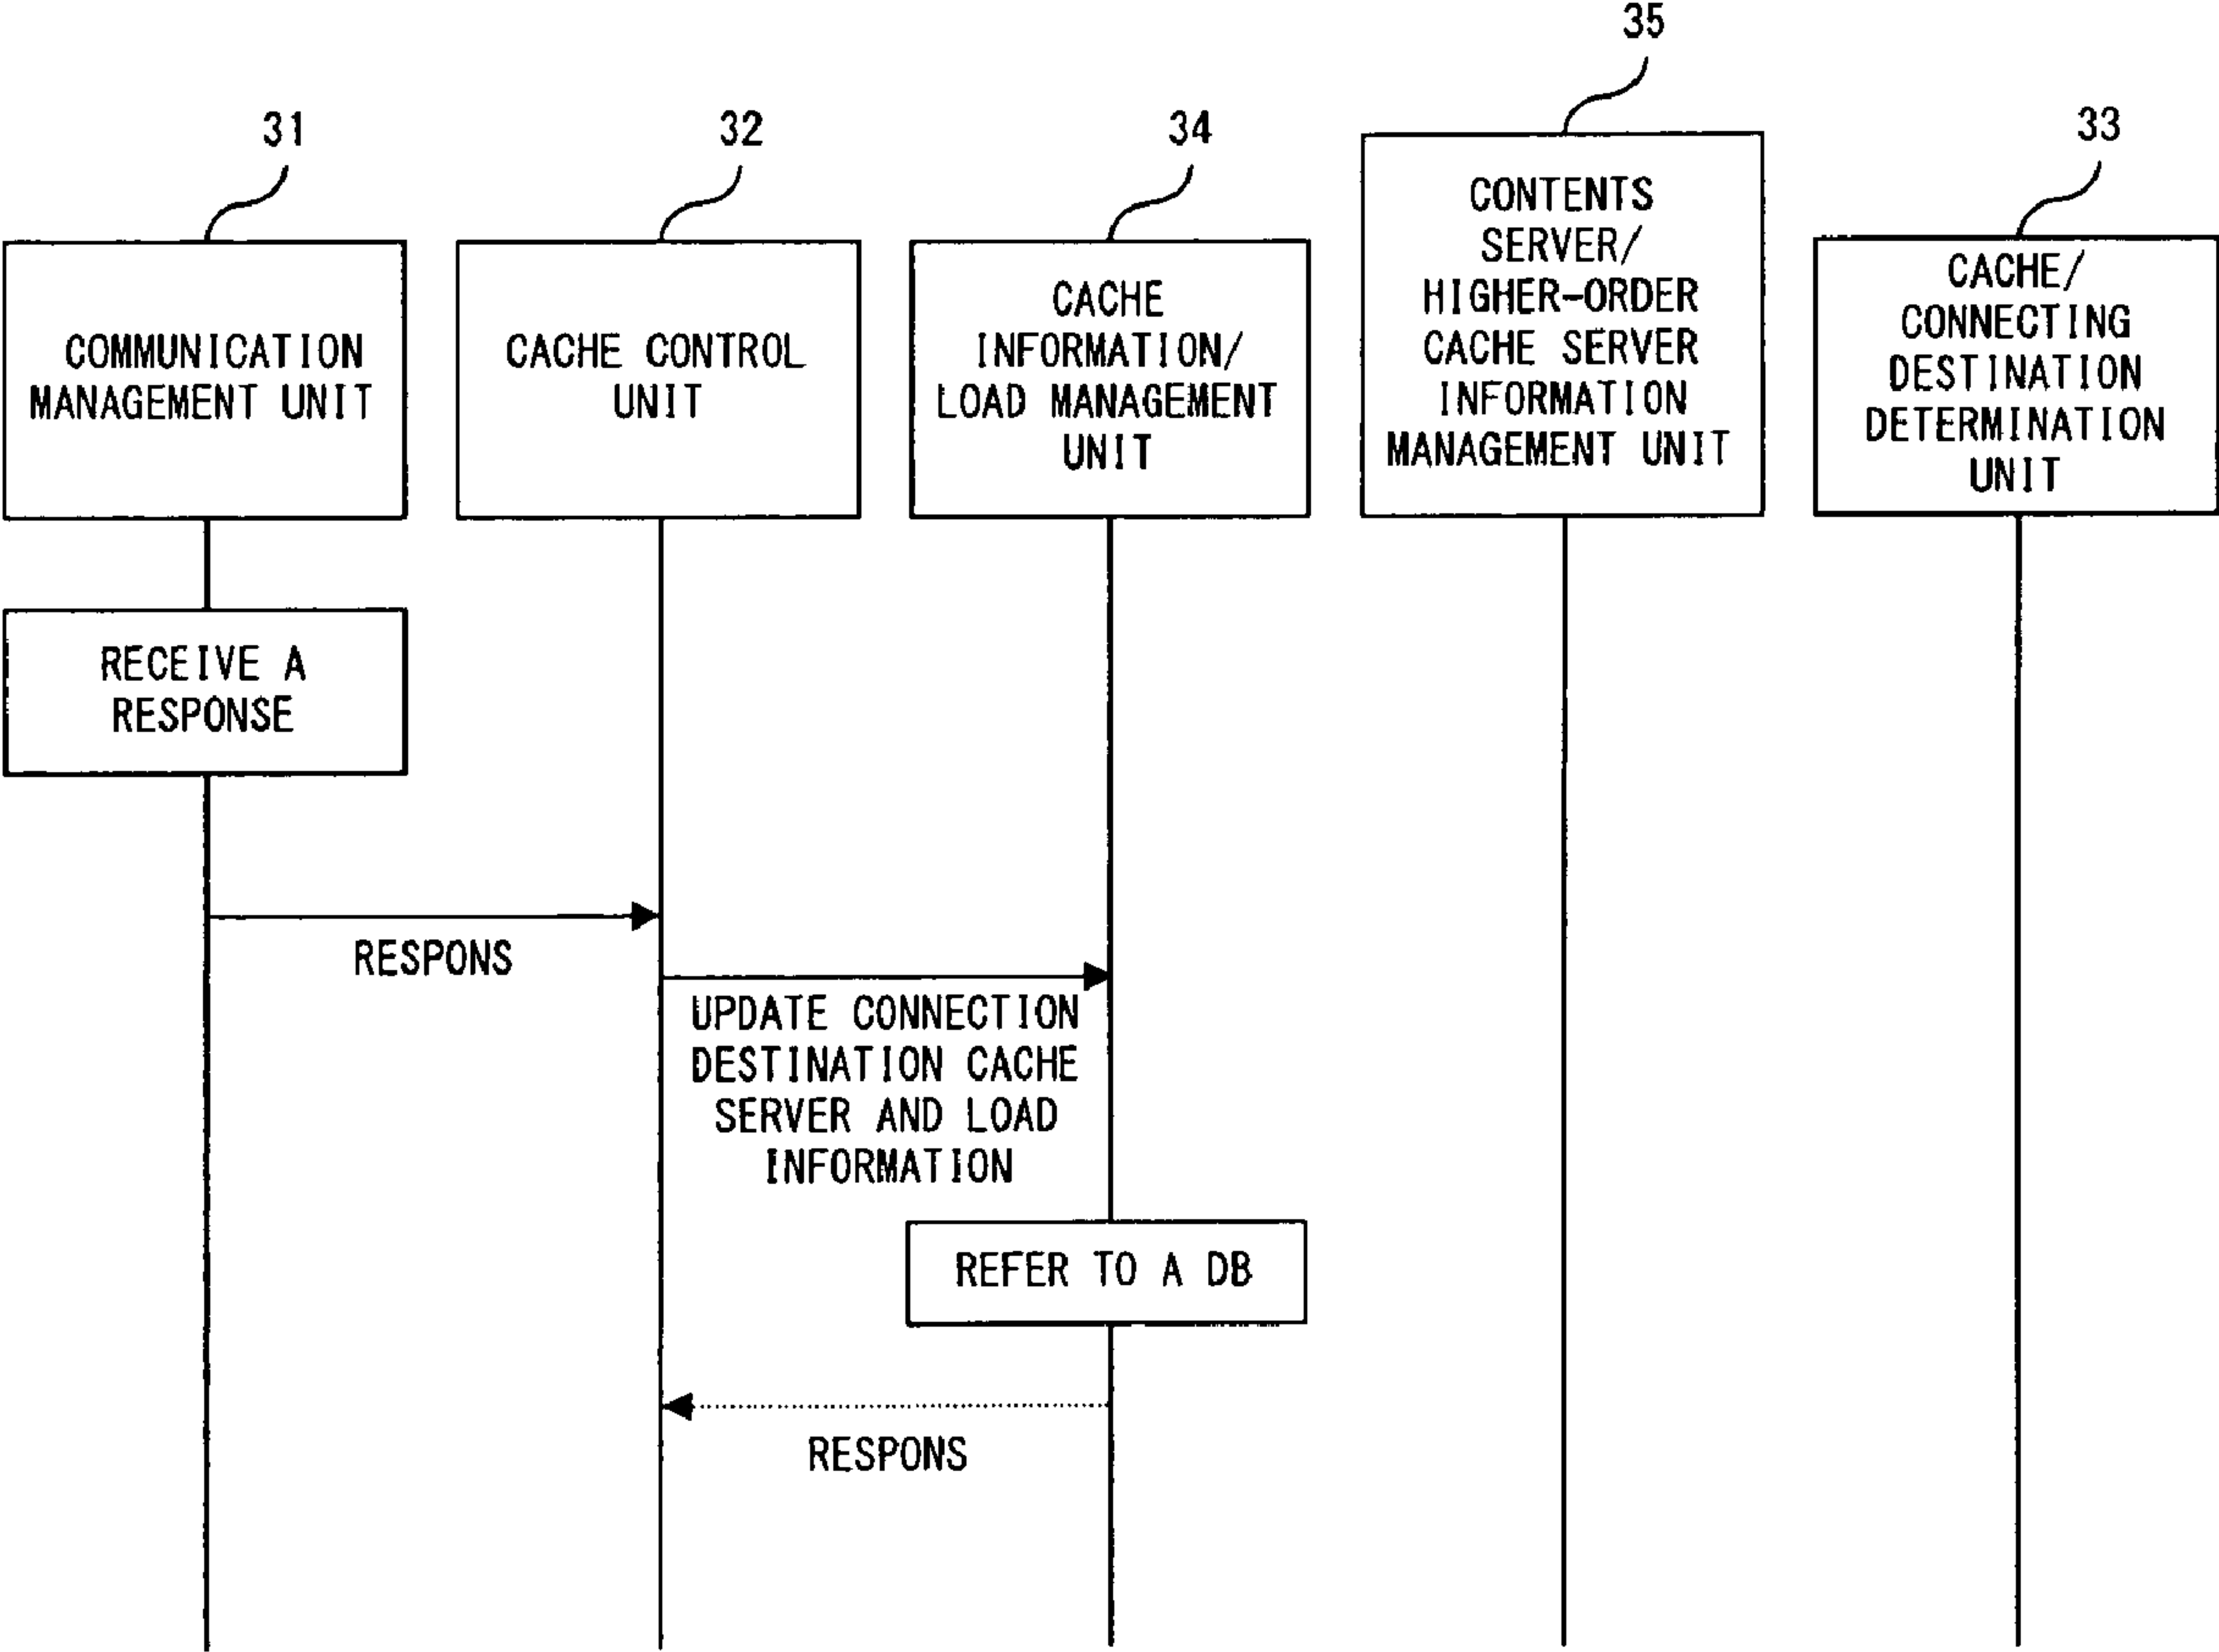 35
31
32
34
33
COMMUNICATION
MANAGEMENT UNIT
CACHE CONTROL
UNIT
CACHE
INFORMATION/
LOAD MANAGEMENT
UNIT
CONTENTS
SERVER/
HIGHER-ORDER
CACHE SERVER
INFORMATION
MANAGEMENT UNIT
CACHE/
CONNECTING
DESTINATION
DETERMINATION
UNIT
RECEIVE A
RESPONSE
RESPONS
UPDATE CONNECTION
DESTINATION CACHE
SERVER AND LOAD
INFORMATION
REFER TO A DB
RESPONS